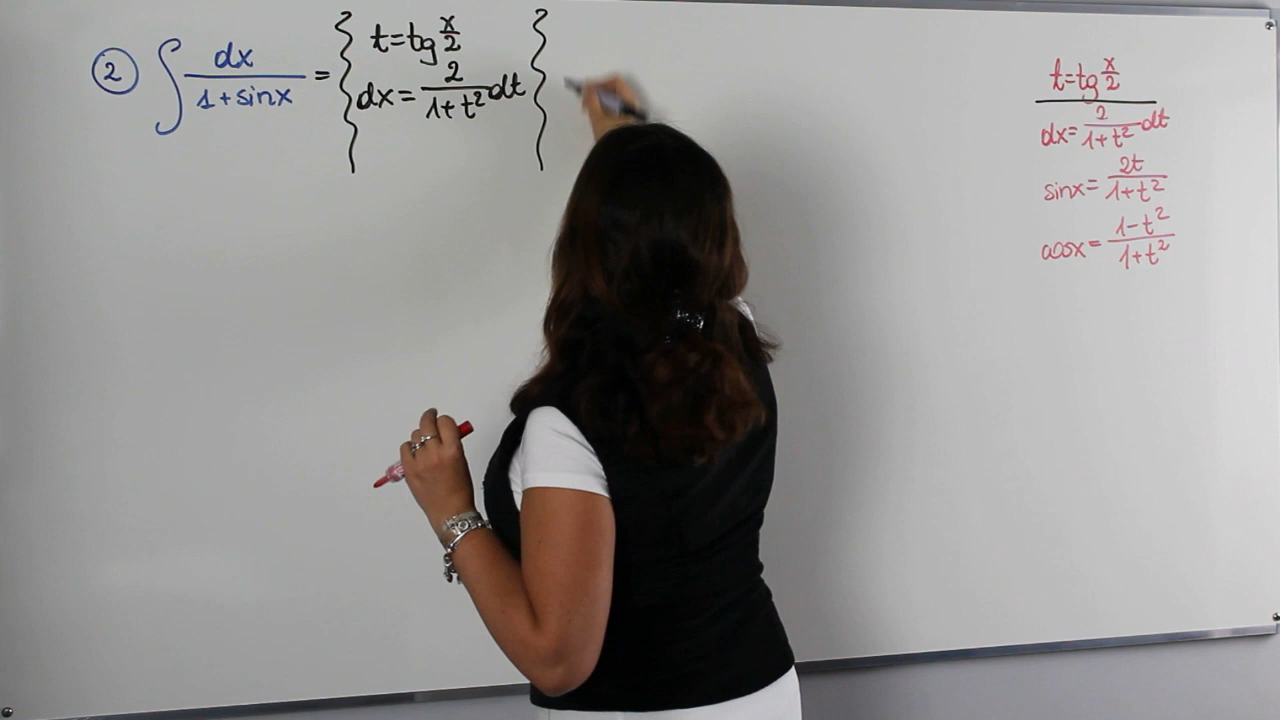 ② ∫ dx/(1+sinx) = { t=tg x/2
dx= 2/(1+t²) dt }
t=tg x/2
dx= 2/(1+t²) dt
sinx= 2t/(1+t²)
cosx= (1-t²)/(1+t²)